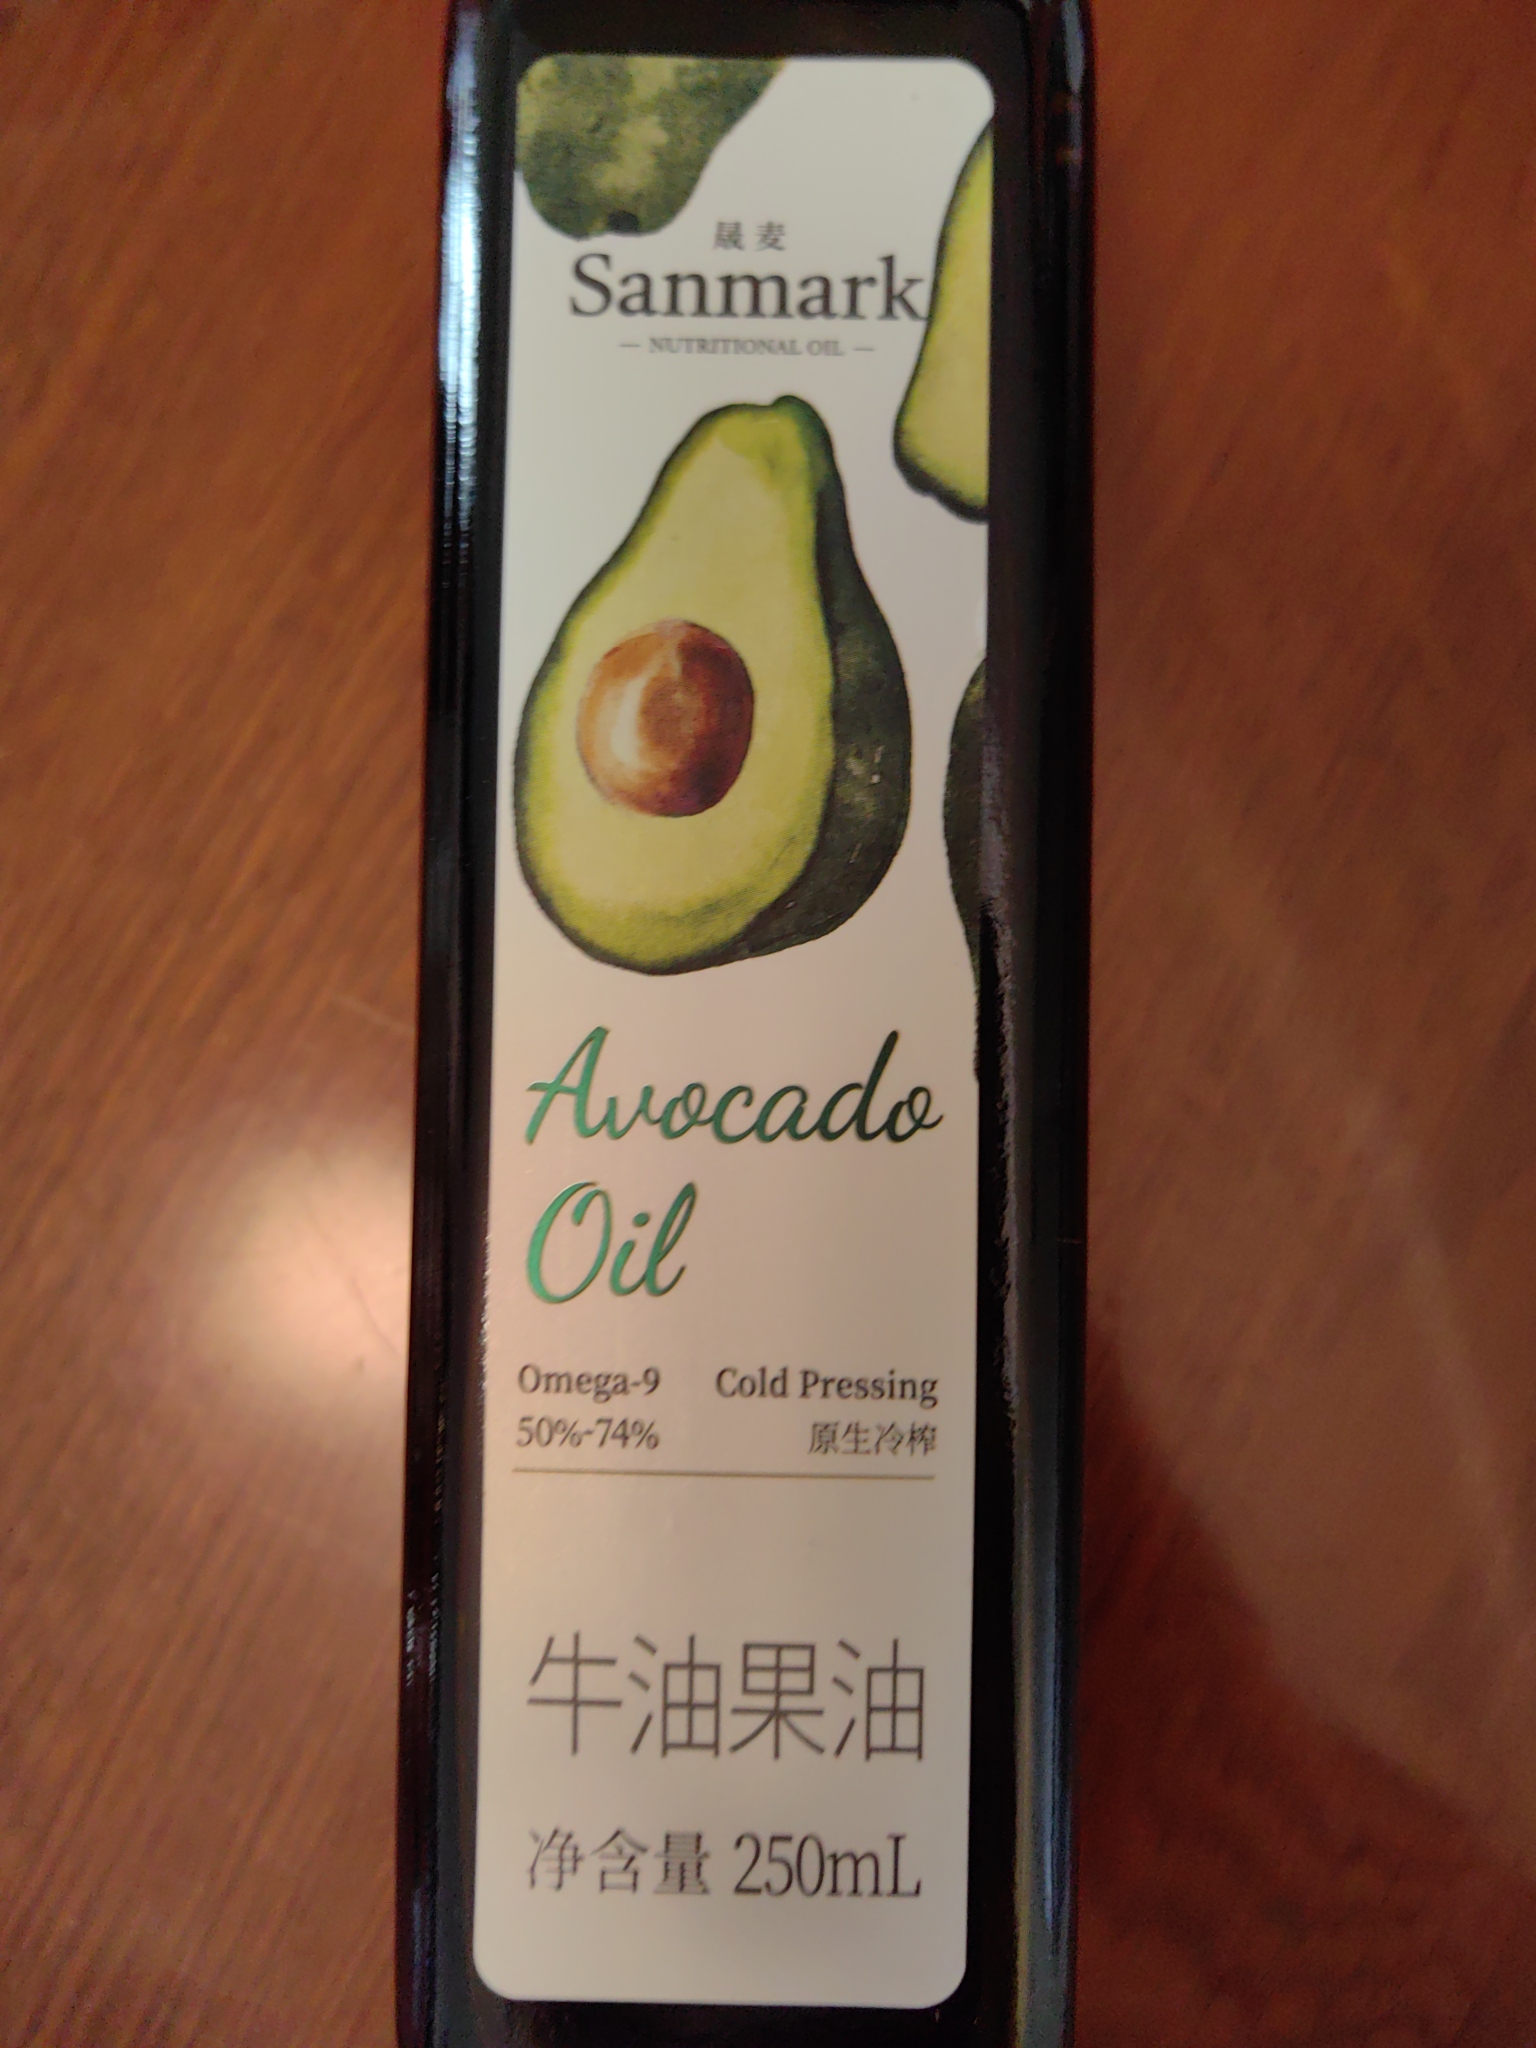 晟麦
Sanmark
— NUTRITIONAL OIL —
Avocado
Oil
Omega-9 Cold Pressing
50%-74% 原生冷榨
牛油果油
净含量 250mL